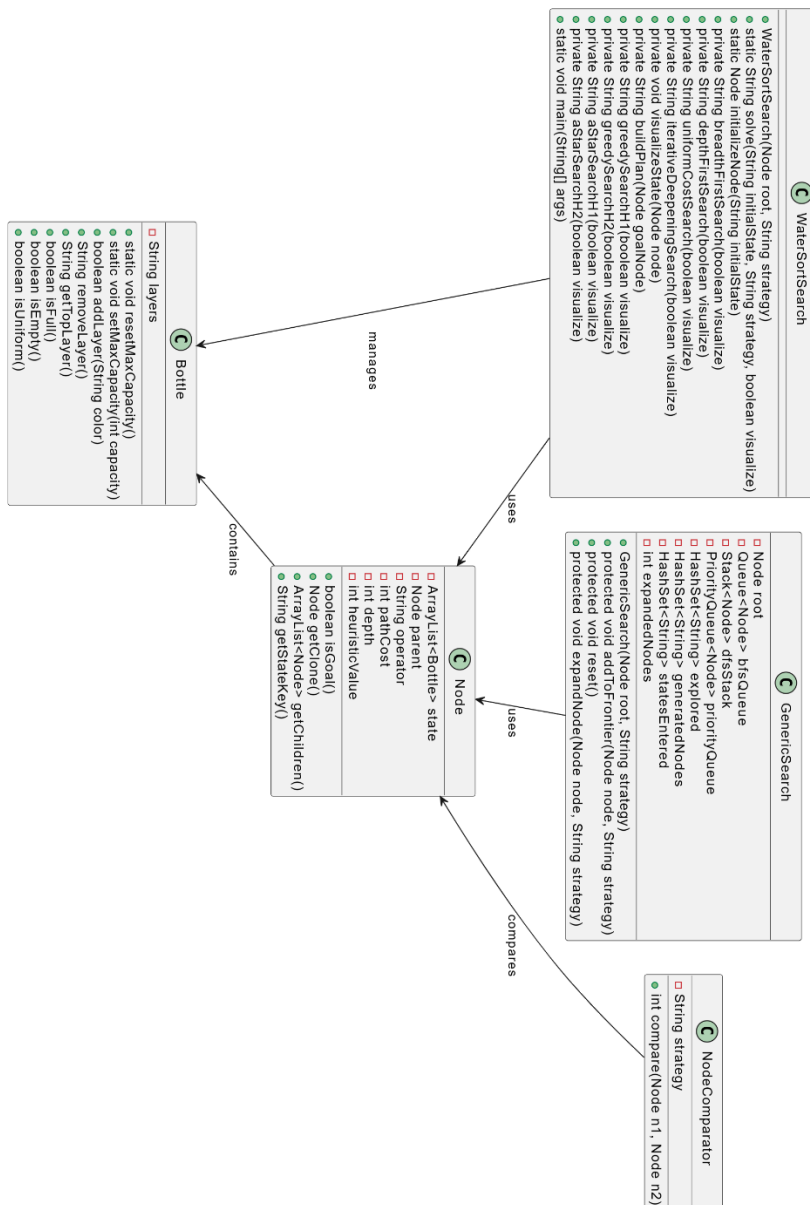 C WaterSortSearch
WaterSortSearch(Node root, String strategy)
static String solve(String initialState, String strategy, boolean visualize)
static Node initializeNode(String initialState)
private String breadthFirstSearch(boolean visualize)
private String depthFirstSearch(boolean visualize)
private String uniformCostSearch(boolean visualize)
private String iterativeDeepeningSearch(boolean visualize)
private void visualizeState(Node node)
private String buildPlan(Node goalNode)
private String greedySearchH1(boolean visualize)
private String greedySearchH2(boolean visualize)
private String aStarSearchH1(boolean visualize)
private String aStarSearchH2(boolean visualize)
static void main(String[] args)
C GenericSearch
Node root
Queue<Node> bfsQueue
Stack<Node> dfsStack
PriorityQueue<Node> priorityQueue
HashSet<String> explored
HashSet<String> generatedNodes
HashSet<String> statesEntered
int expandedNodes
GenericSearch(Node root, String strategy)
protected void addToFrontier(Node node, String strategy)
protected void reset()
protected void expandNode(Node node, String strategy)
C NodeComparator
String strategy
int compare(Node n1, Node n2)
manages
uses
uses
compares
C Node
ArrayList<Bottle> state
Node parent
String operator
int pathCost
int depth
int heuristicValue
boolean isGoal()
Node getClone()
ArrayList<Node> getChildren()
String getStateKey()
contains
C Bottle
String layers
static void resetMaxCapacity()
static void setMaxCapacity(int capacity)
boolean addLayer(String color)
String removeLayer()
String getTopLayer()
boolean isFull()
boolean isEmpty()
boolean isUniform()